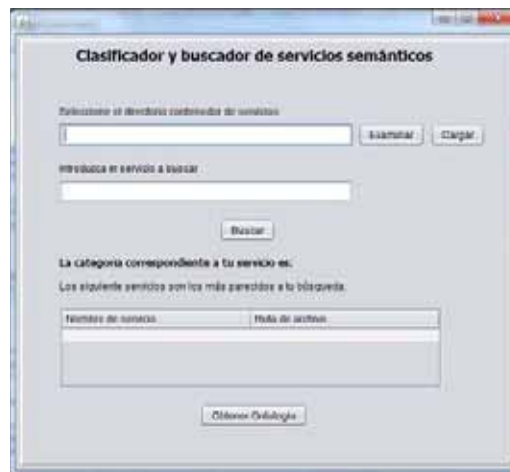 Clasificador y buscador de servicios semánticos
Seleccione el directorio contenedor de servicios
Examinar Cargar
Introduzca el servicio a buscar
Buscar
La categoria correspondiente a tu servicio es:
Los siguiente servicios son los más parecidos a tu búsqueda.
Nombre de servicio Ruta de archivo
Obtener Ontología